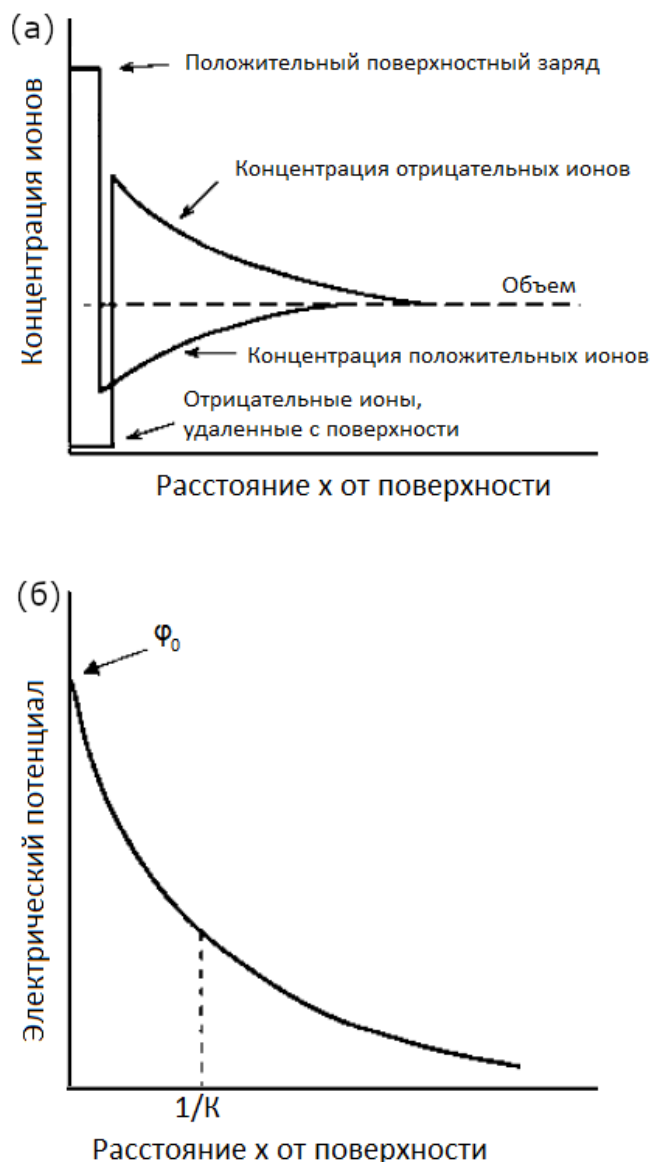 (а)
Положительный поверхностный заряд
Концентрация ионов
Концентрация отрицательных ионов
Объем
Концентрация положительных ионов
Отрицательные ионы,
удаленные с поверхности
Расстояние x от поверхности
(б)
φ₀
Электрический потенциал
1/К
Расстояние x от поверхности